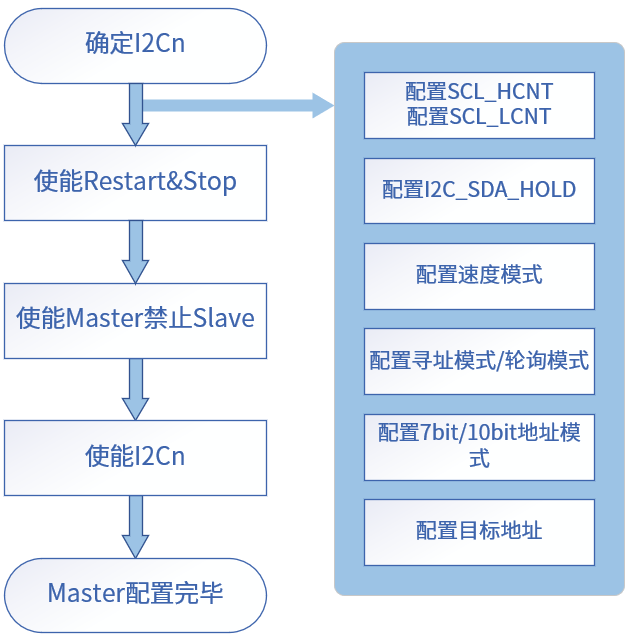 确定I2Cn
使能Restart&Stop
使能Master禁止Slave
使能I2Cn
Master配置完毕
配置SCL_HCNT
配置SCL_LCNT
配置I2C_SDA_HOLD
配置速度模式
配置寻址模式/轮询模式
配置7bit/10bit地址模
式
配置目标地址